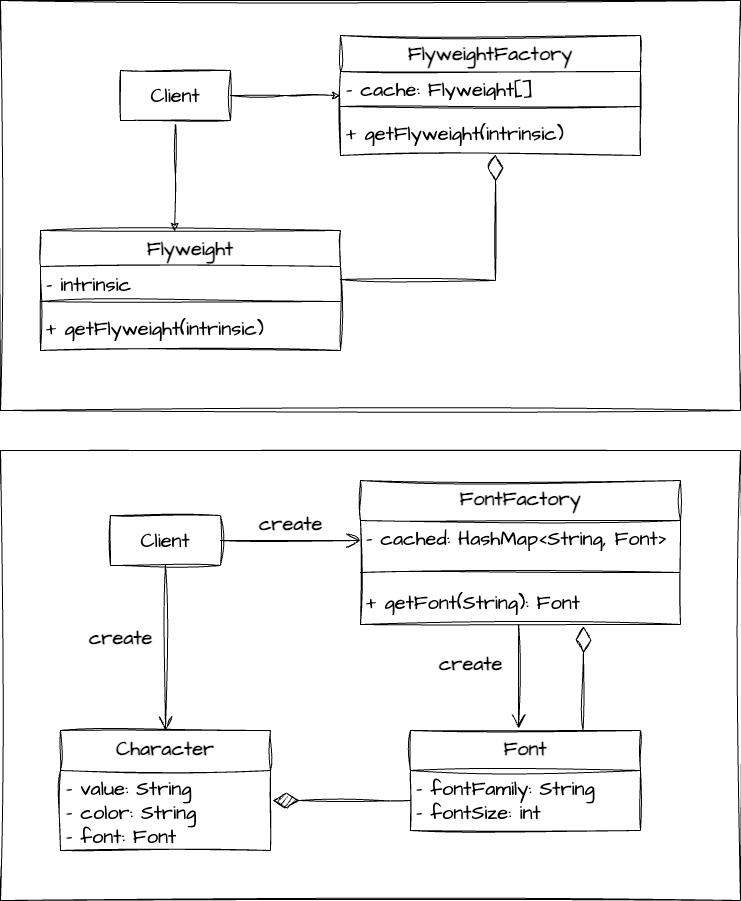 FlyweightFactory
Client
- cache: Flyweight[]
+ getFlyweight(intrinsic)
Flyweight
- intrinsic
+ getFlyweight(intrinsic)
FontFactory
create
Client
- cached: HashMap<String, Font>
+ getFont(String): Font
create
create
Character
Font
- value: String
- color: String
- font: Font
- fontFamily: String
- fontSize: int